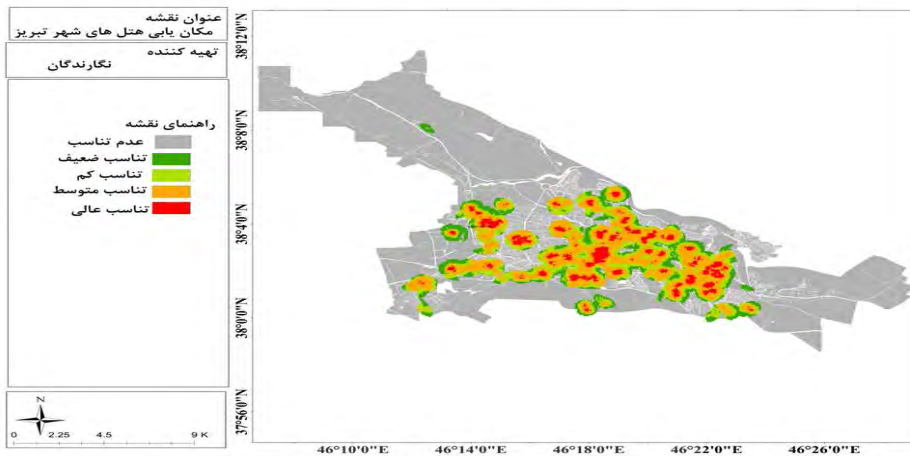 عنوان نقشه
مکان یابی هتل های شهر تبریز
تهیه کننده
نگارندگان
راهنمای نقشه
عدم تناسب
تناسب ضعیف
تناسب کم
تناسب متوسط
تناسب عالی
N
0 2.25 4.5 9 K
38°12'0"N
38°8'0"N
38°4'0"N
38°0'0"N
37°56'0"N
46°10'0"E 46°14'0"E 46°18'0"E 46°22'0"E 46°26'0"E